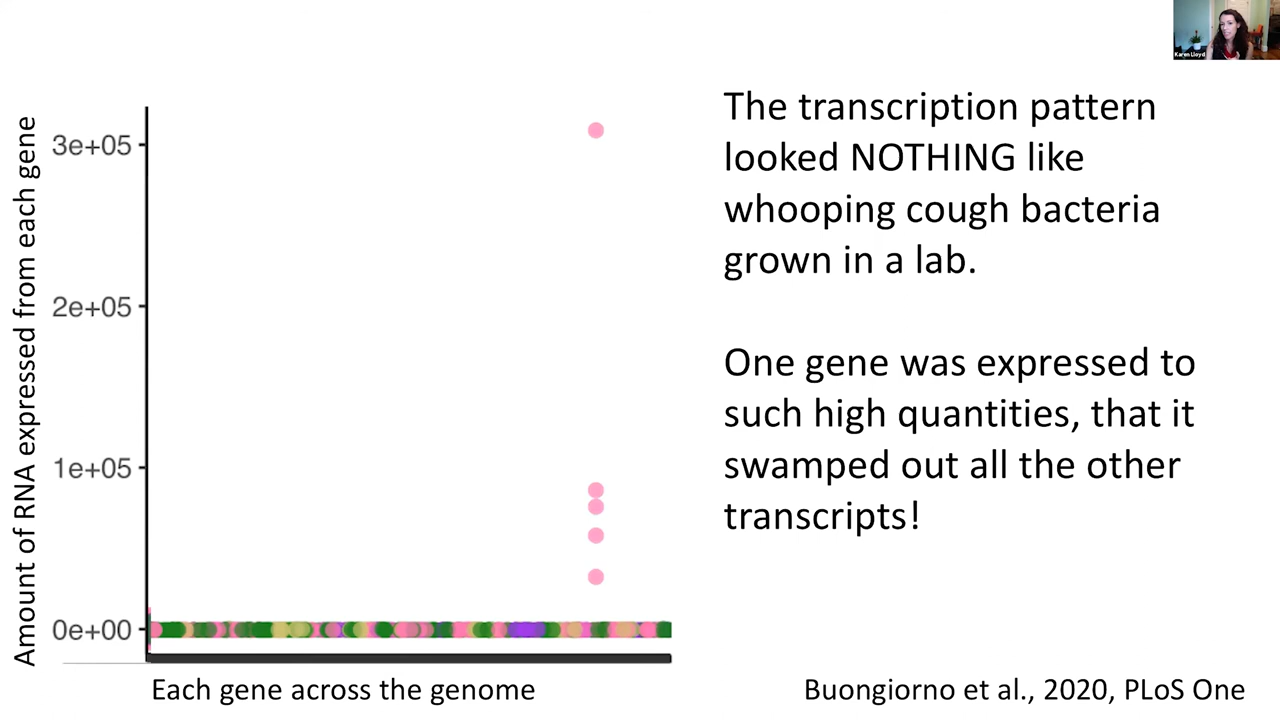 Karen Lloyd
Amount of RNA expressed from each gene
3e+05
2e+05
1e+05
0e+00
Each gene across the genome
The transcription pattern
looked NOTHING like
whooping cough bacteria
grown in a lab.
One gene was expressed to
such high quantities, that it
swamped out all the other
transcripts!
Buongiorno et al., 2020, PLoS One